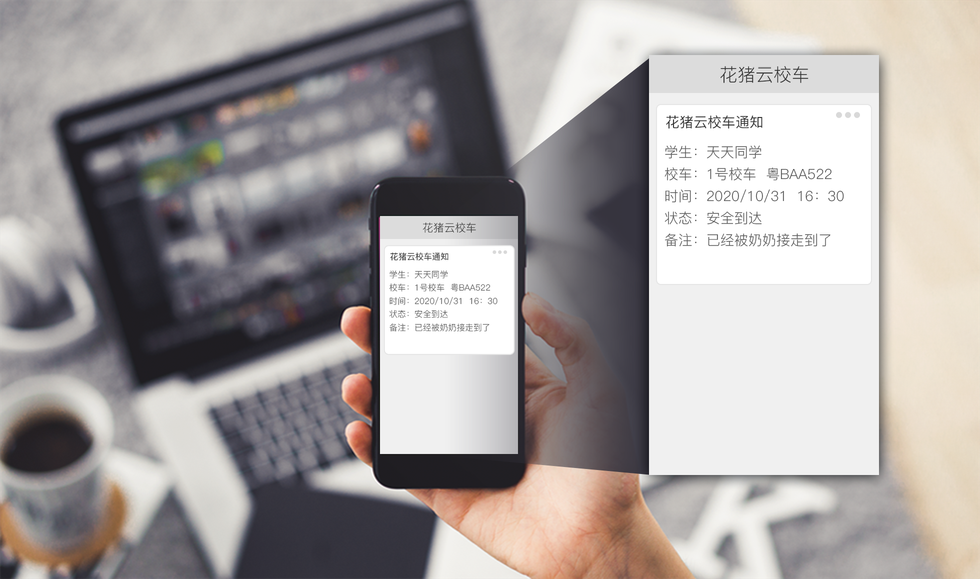 花猪云校车
花猪云校车通知
学生：天天同学
校车：1号校车 粤BAA522
时间：2020/10/31 16：30
状态：安全到达
备注：已经被奶奶接走到了
花猪云校车
花猪云校车通知
学生：天天同学
校车：1号校车 粤BAA522
时间：2020/10/31 16：30
状态：安全到达
备注：已经被奶奶接走到了